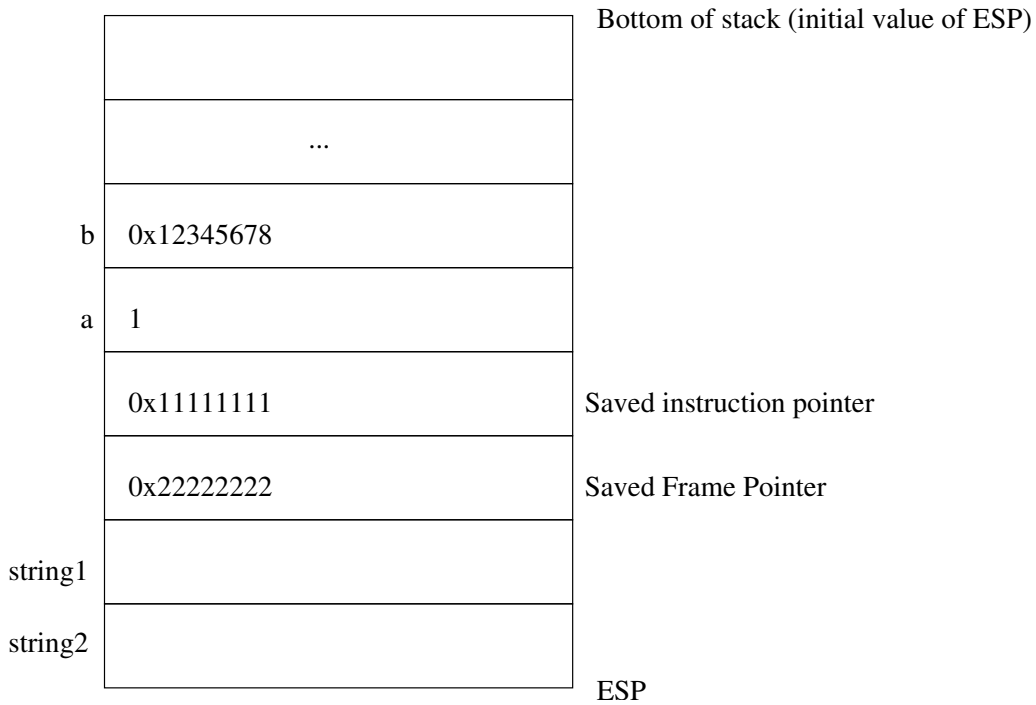 Bottom of stack (initial value of ESP)
...
b 0x12345678
a 1
0x11111111 Saved instruction pointer
0x22222222 Saved Frame Pointer
string1
string2
ESP